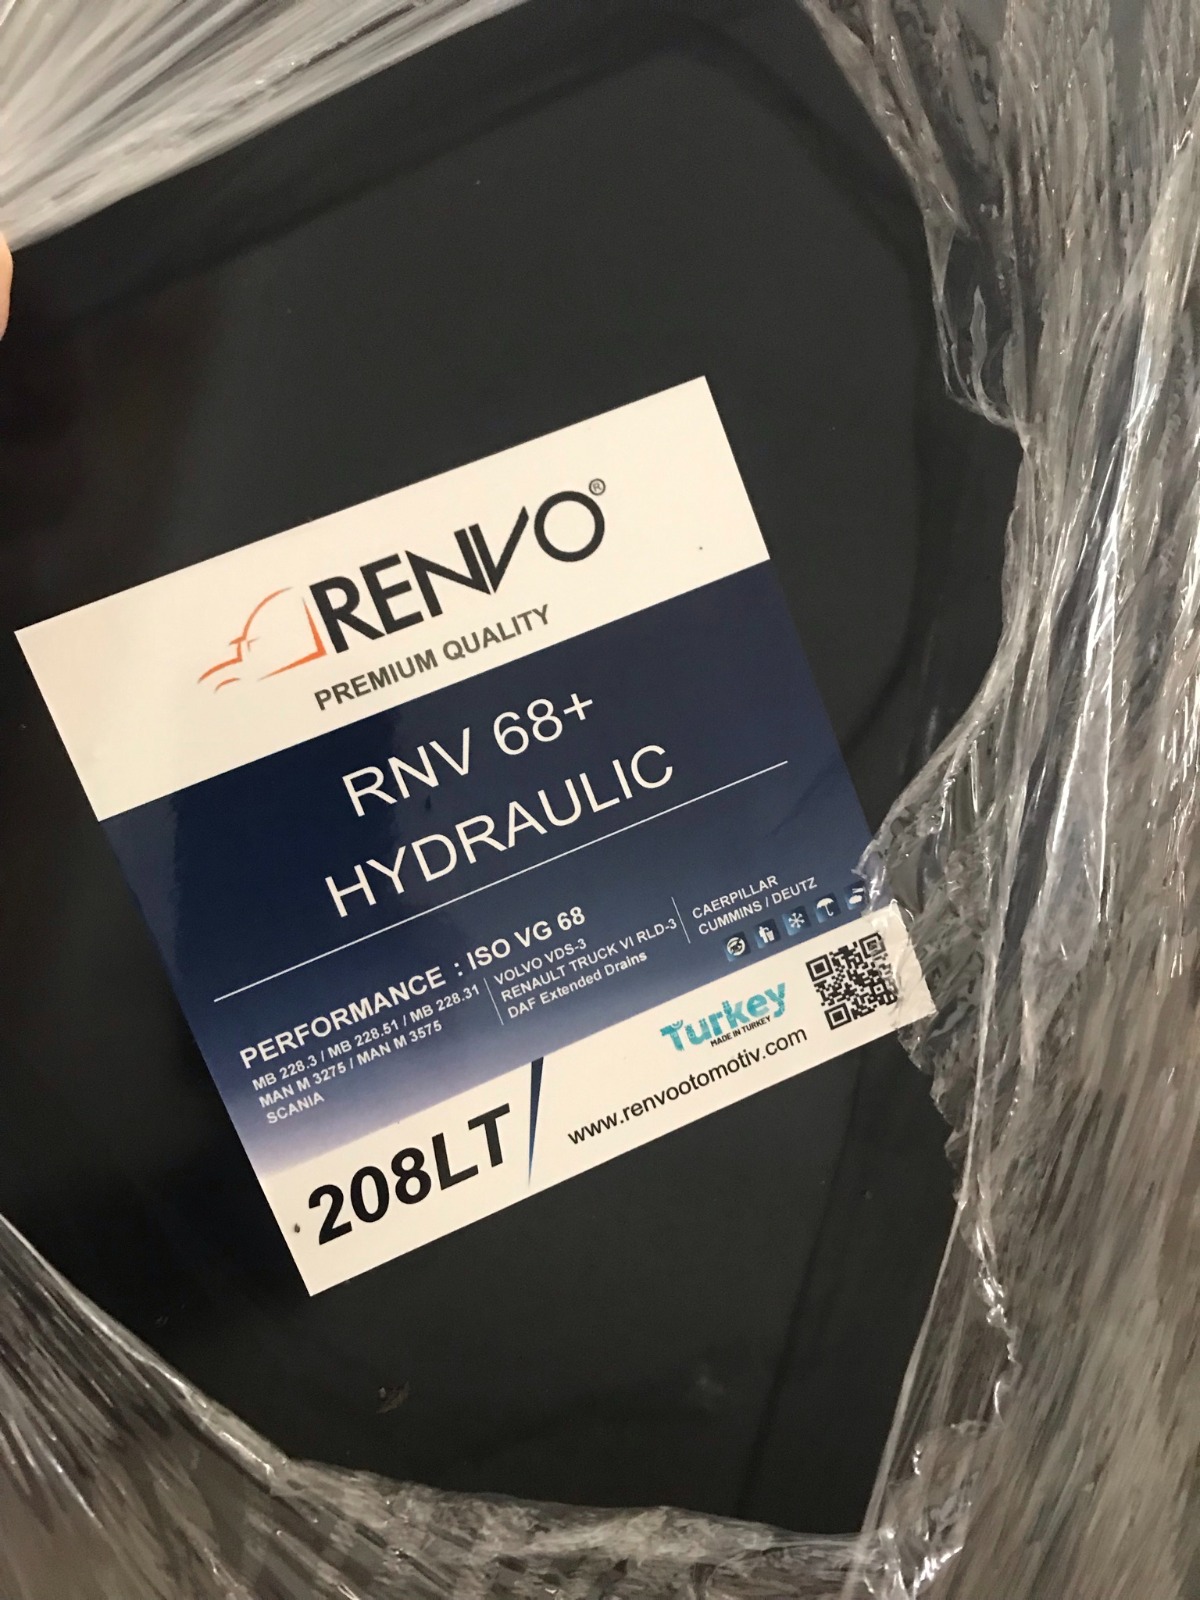 RENVO®
PREMIUM QUALITY
RNV 68+
HYDRAULIC
PERFORMANCE : ISO VG 68
MB 228.3 / MB 228.51 / MB 228.31
MAN M 3275 / MAN M 3575
SCANIA
VOLVO VDS-3
RENAULT TRUCK VI RLD-3
DAF Extended Drains
CAERPILLAR
CUMMINS / DEUTZ
208LT
Turkey
MADE IN TURKEY
www.renvootomotiv.com